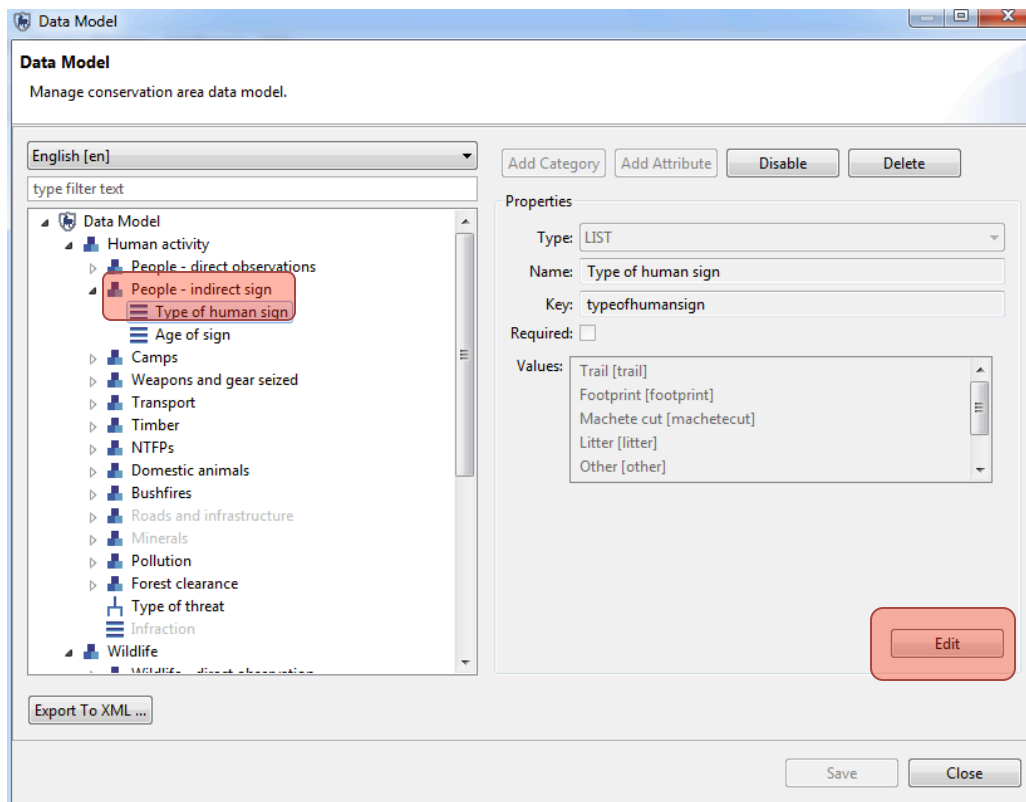 Data Model
Data Model
Manage conservation area data model.
English [en]
type filter text
Data Model
Human activity
People - direct observations
People - indirect sign
Type of human sign
Age of sign
Camps
Weapons and gear seized
Transport
Timber
NTFPs
Domestic animals
Bushfires
Roads and infrastructure
Minerals
Pollution
Forest clearance
Type of threat
Infraction
Wildlife
Wildlife - direct observation
Export To XML ...
Add Category Add Attribute Disable Delete
Properties
Type: LIST
Name: Type of human sign
Key: typeofhumansign
Required:
Values: Trail [trail]
Footprint [footprint]
Machete cut [machetecut]
Litter [litter]
Other [other]
Edit
Save Close